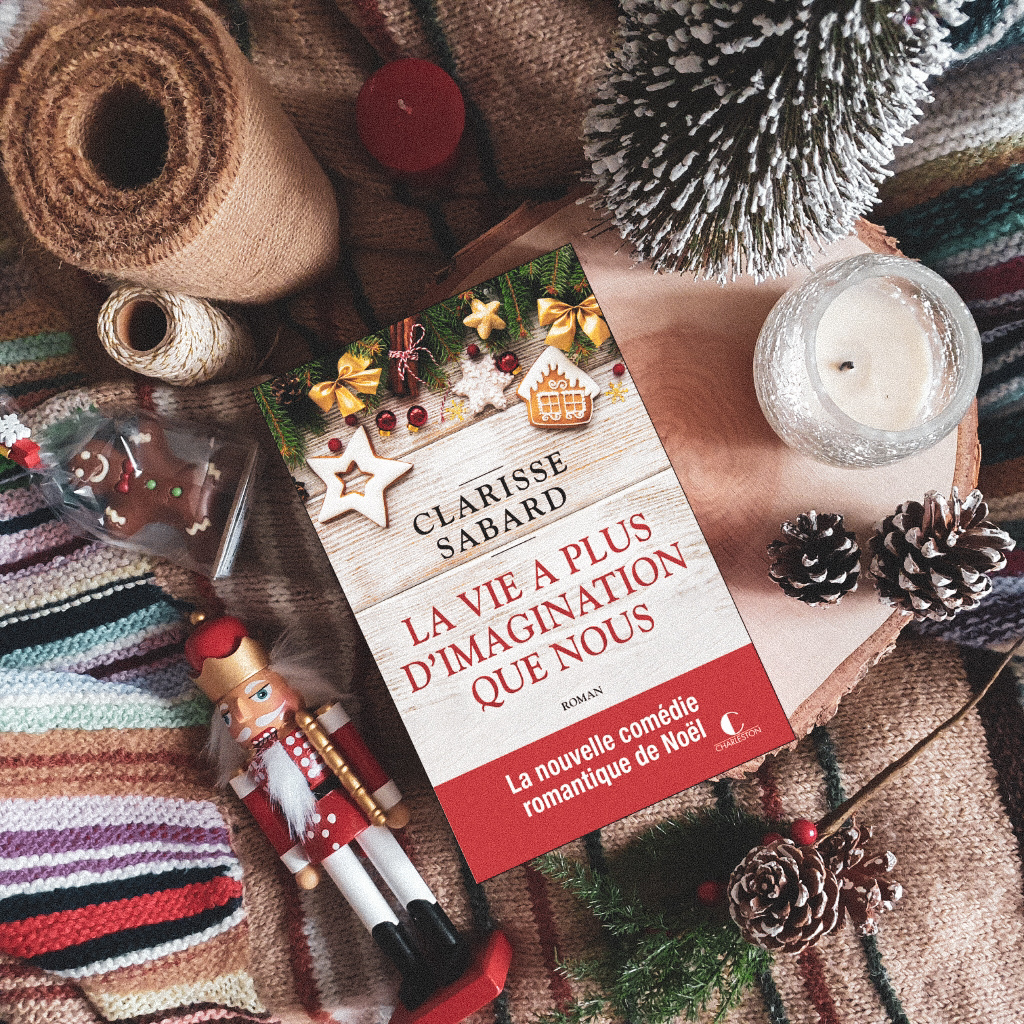 CLARISSE
SABARD
LA VIE A PLUS
D'IMAGINATION
QUE NOUS
ROMAN
La nouvelle comédie
romantique de Noël
C
CHARLESTON